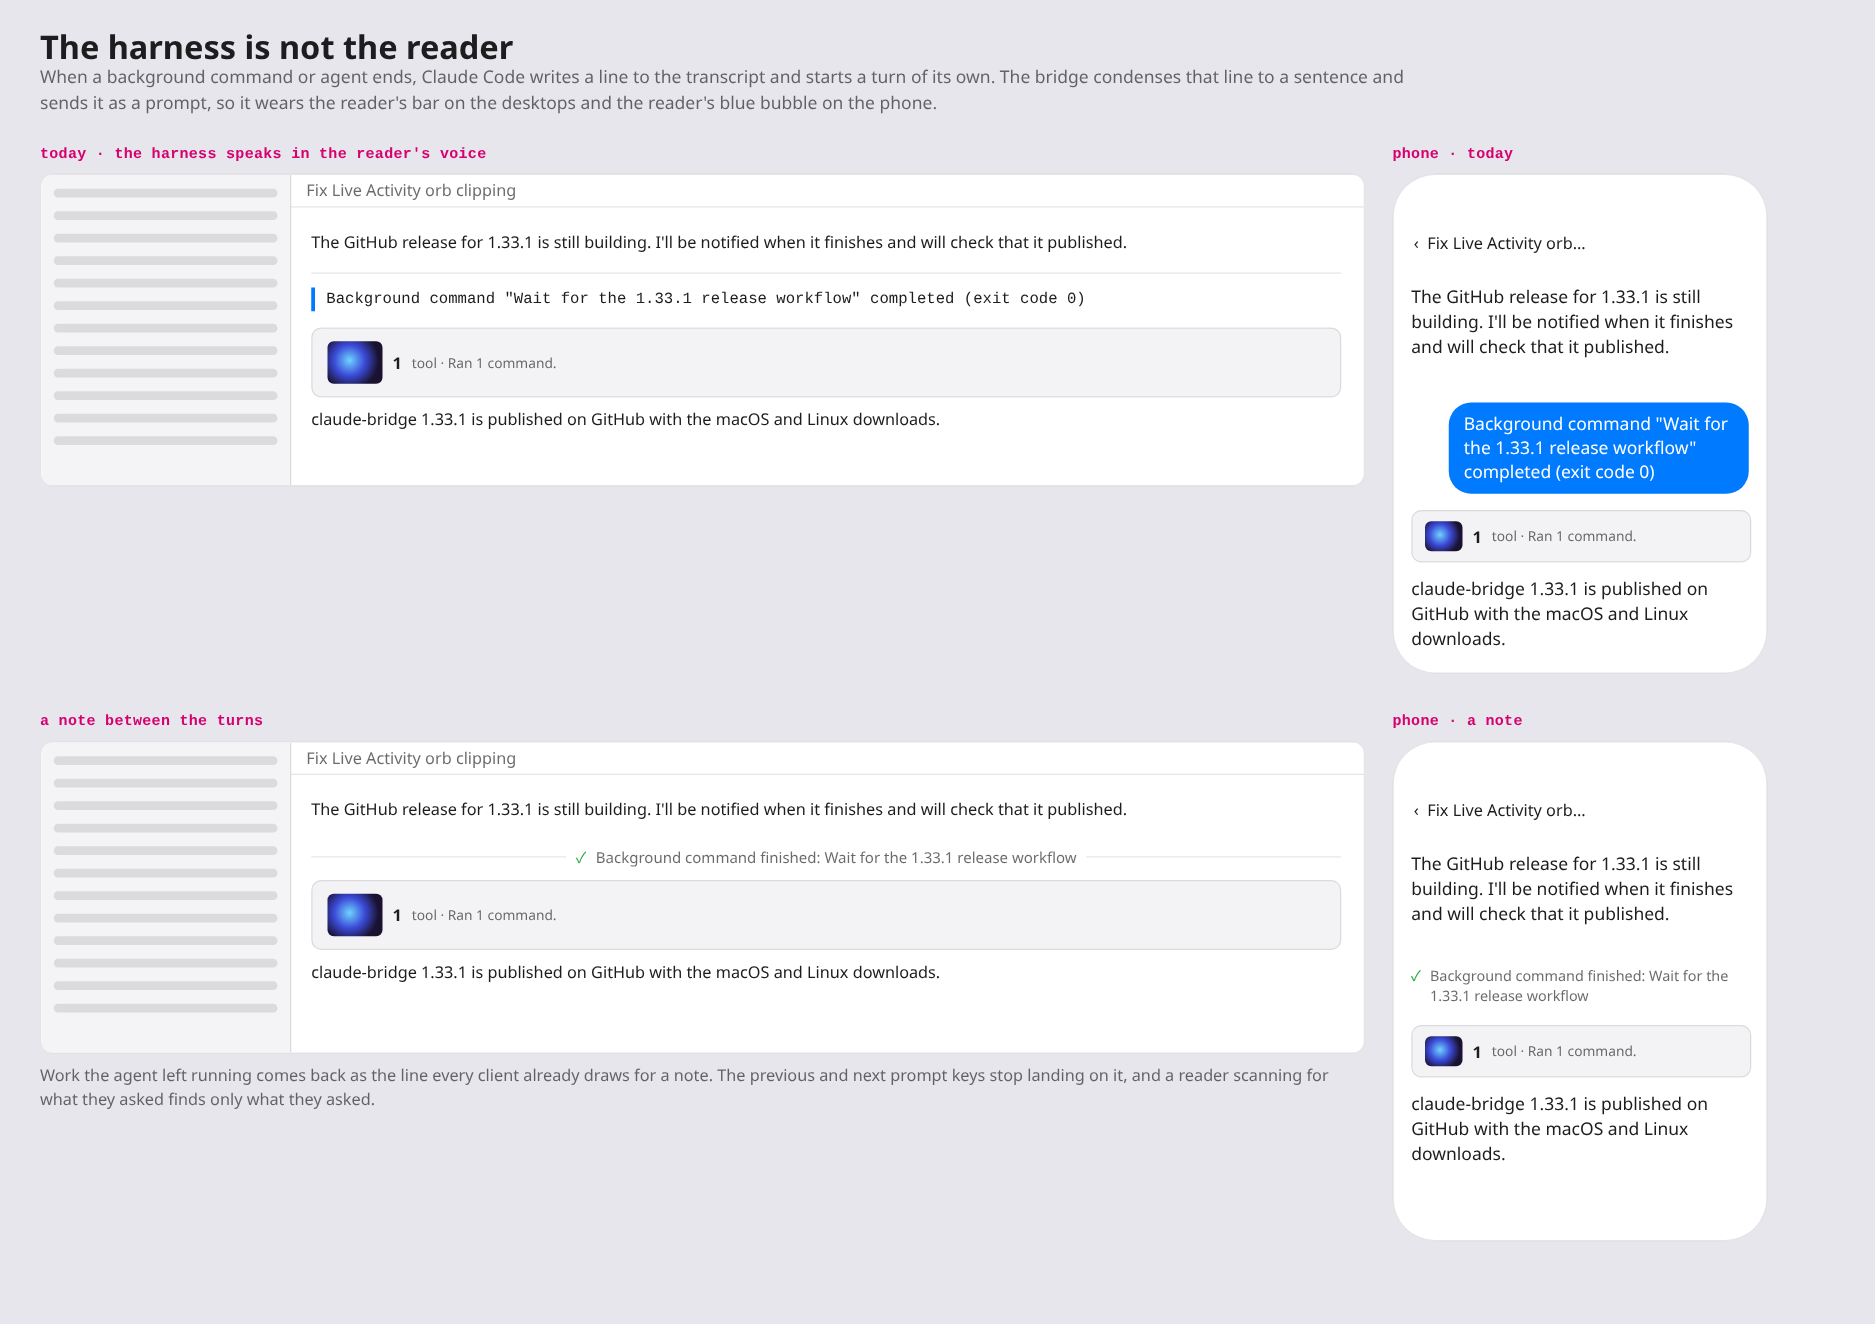 The harness is not the reader
When a background command or agent ends, Claude Code writes a line to the transcript and starts a turn of its own. The bridge condenses that line to a sentence and
sends it as a prompt, so it wears the reader's bar on the desktops and the reader's blue bubble on the phone.
today · the harness speaks in the reader's voice
Fix Live Activity orb clipping
The GitHub release for 1.33.1 is still building. I'll be notified when it finishes and will check that it published.
Background command "Wait for the 1.33.1 release workflow" completed (exit code 0)
1 tool · Ran 1 command.
claude-bridge 1.33.1 is published on GitHub with the macOS and Linux downloads.
phone · today
‹ Fix Live Activity orb...
The GitHub release for 1.33.1 is still
building. I'll be notified when it finishes
and will check that it published.
Background command "Wait for
the 1.33.1 release workflow"
completed (exit code 0)
1 tool · Ran 1 command.
claude-bridge 1.33.1 is published on
GitHub with the macOS and Linux
downloads.
a note between the turns
Fix Live Activity orb clipping
The GitHub release for 1.33.1 is still building. I'll be notified when it finishes and will check that it published.
✓ Background command finished: Wait for the 1.33.1 release workflow
1 tool · Ran 1 command.
claude-bridge 1.33.1 is published on GitHub with the macOS and Linux downloads.
Work the agent left running comes back as the line every client already draws for a note. The previous and next prompt keys stop landing on it, and a reader scanning for
what they asked finds only what they asked.
phone · a note
‹ Fix Live Activity orb...
The GitHub release for 1.33.1 is still
building. I'll be notified when it finishes
and will check that it published.
✓ Background command finished: Wait for the
1.33.1 release workflow
1 tool · Ran 1 command.
claude-bridge 1.33.1 is published on
GitHub with the macOS and Linux
downloads.